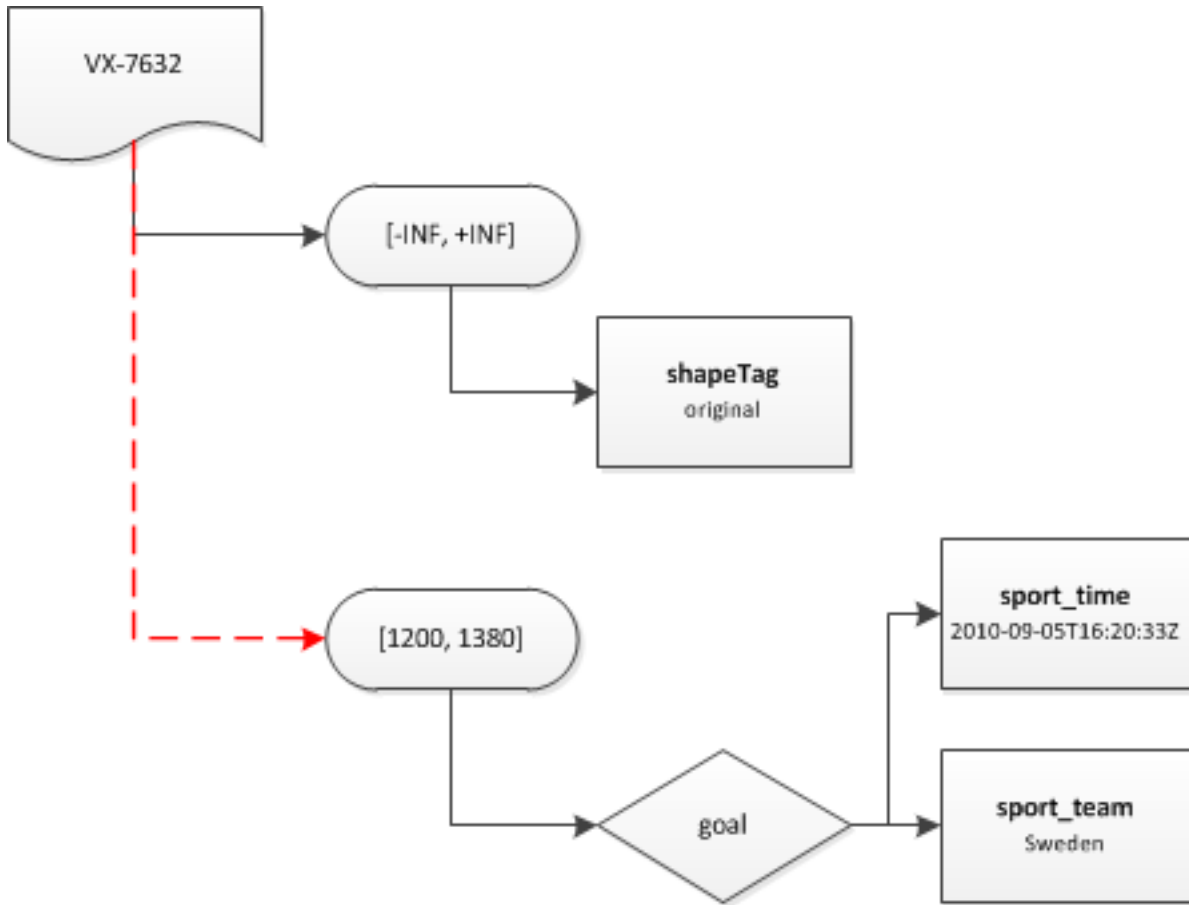 VX-7632
[-INF, +INF]
shapeTag
original
[1200, 1380]
goal
sport_time
2010-09-05T16:20:33Z
sport_team
Sweden